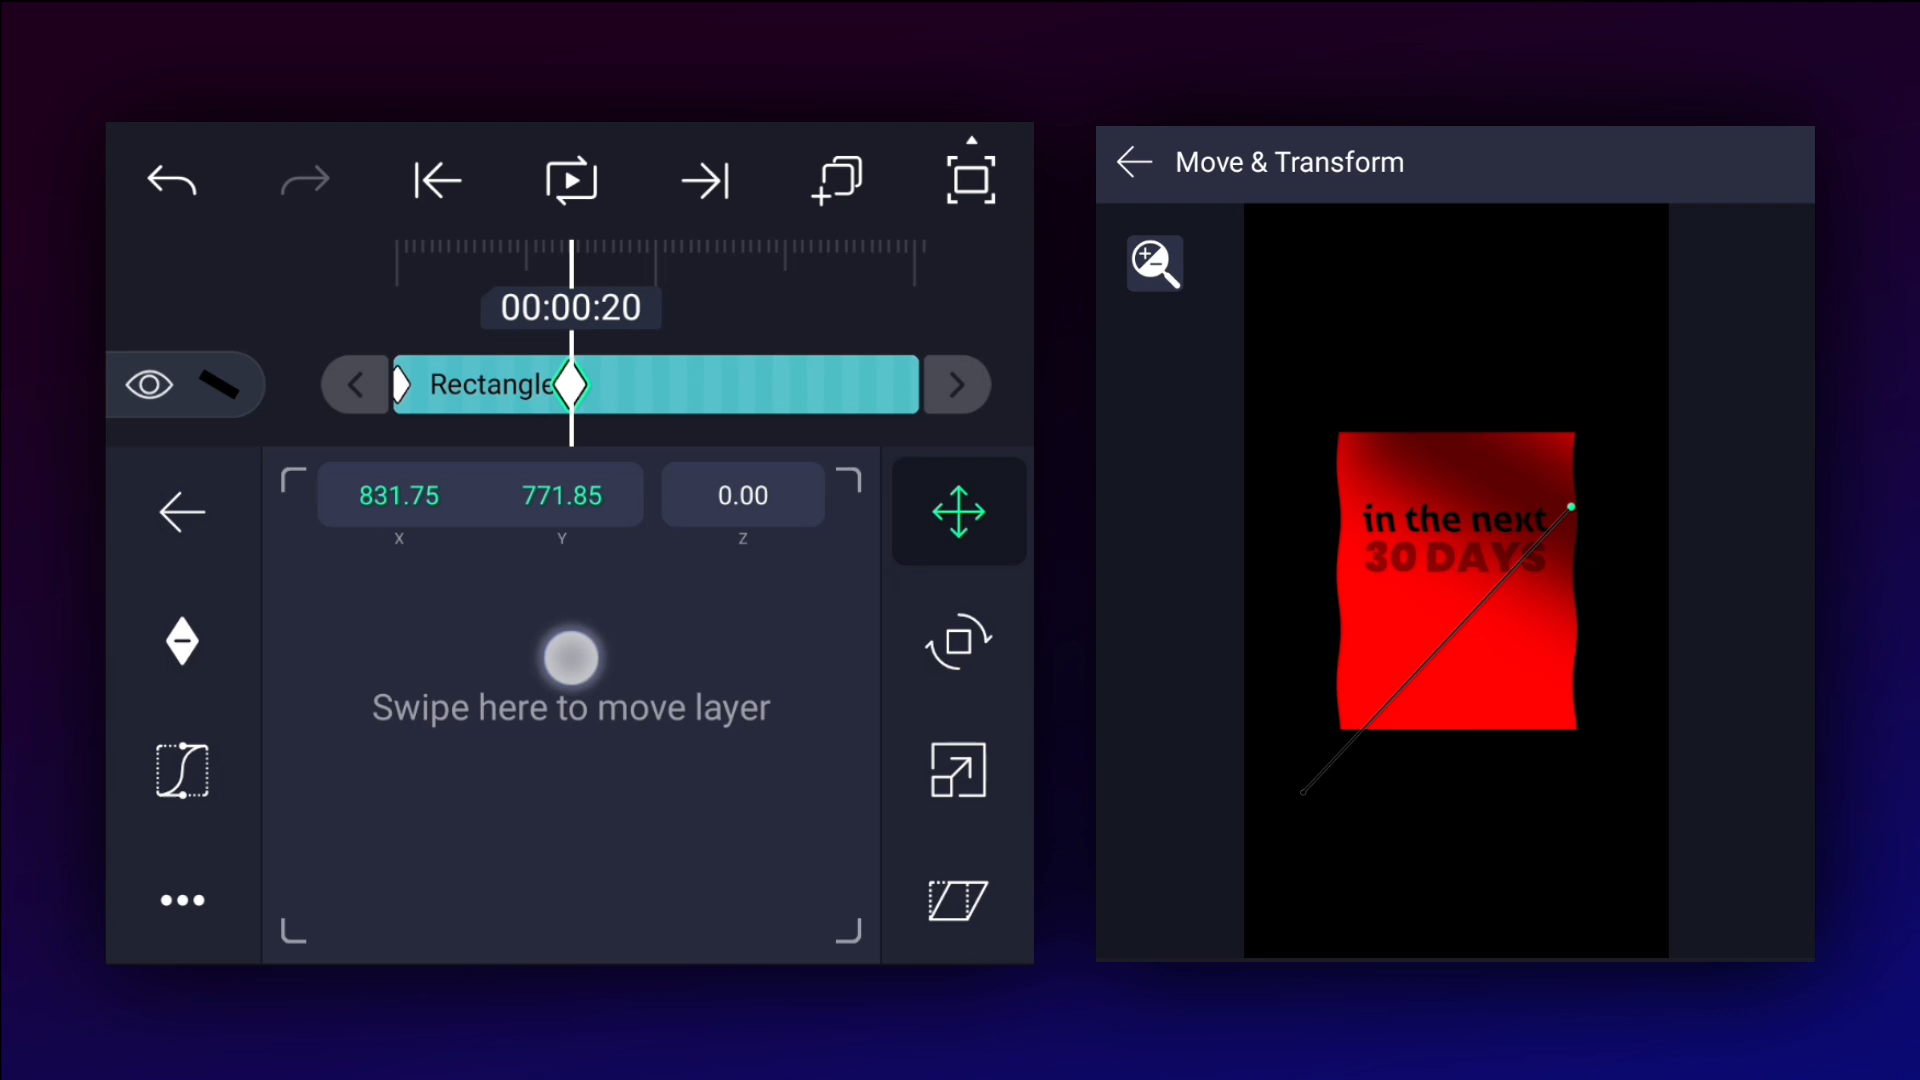 00:00:20
Rectangle
831.75 771.85 0.00
X Y Z
Swipe here to move layer
Move & Transform
in the next
30 DAYS